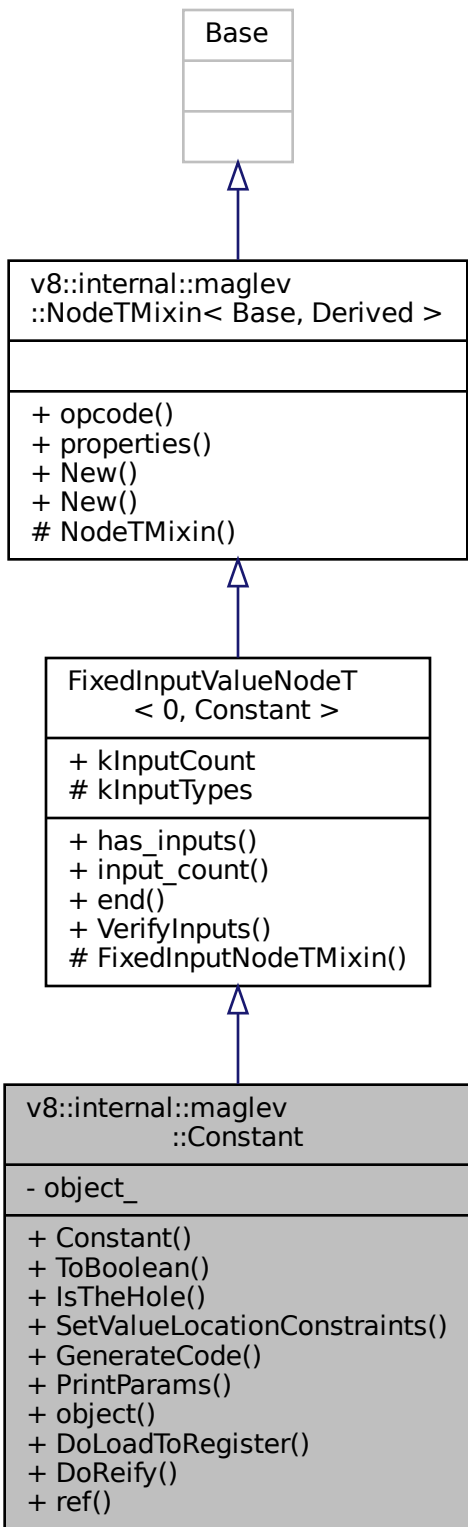 Base
v8::internal::maglev
::NodeTMixin< Base, Derived >
+ opcode()
+ properties()
+ New()
+ New()
# NodeTMixin()
FixedInputValueNodeT
< 0, Constant >
+ kInputCount
# kInputTypes
+ has_inputs()
+ input_count()
+ end()
+ VerifyInputs()
# FixedInputNodeTMixin()
v8::internal::maglev
::Constant
- object_
+ Constant()
+ ToBoolean()
+ IsTheHole()
+ SetValueLocationConstraints()
+ GenerateCode()
+ PrintParams()
+ object()
+ DoLoadToRegister()
+ DoReify()
+ ref()